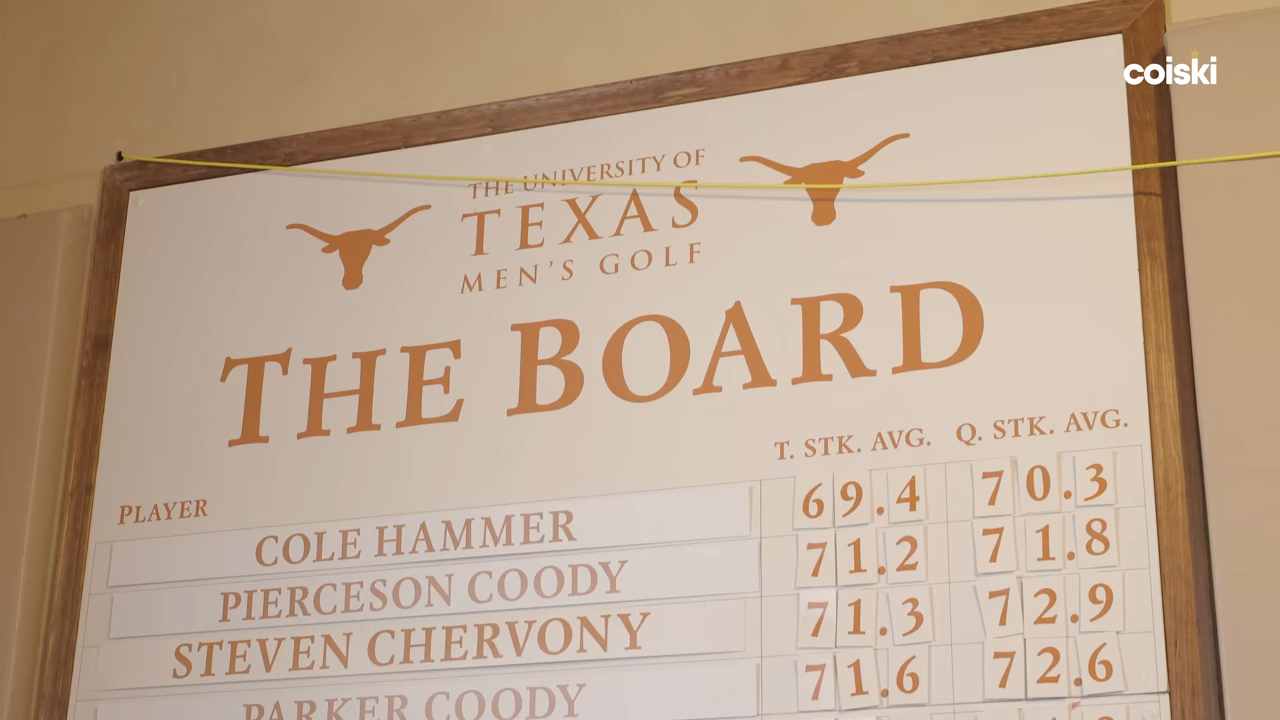 coiski
THE UNIVERSITY OF
TEXAS
MEN'S GOLF
THE BOARD
PLAYER T. STK. AVG. Q. STK. AVG.
COLE HAMMER 69.4 70.3
PIERCESON COODY 71.2 71.8
STEVEN CHERVONY 71.3 72.9
PARKER COODY 71.6 72.6